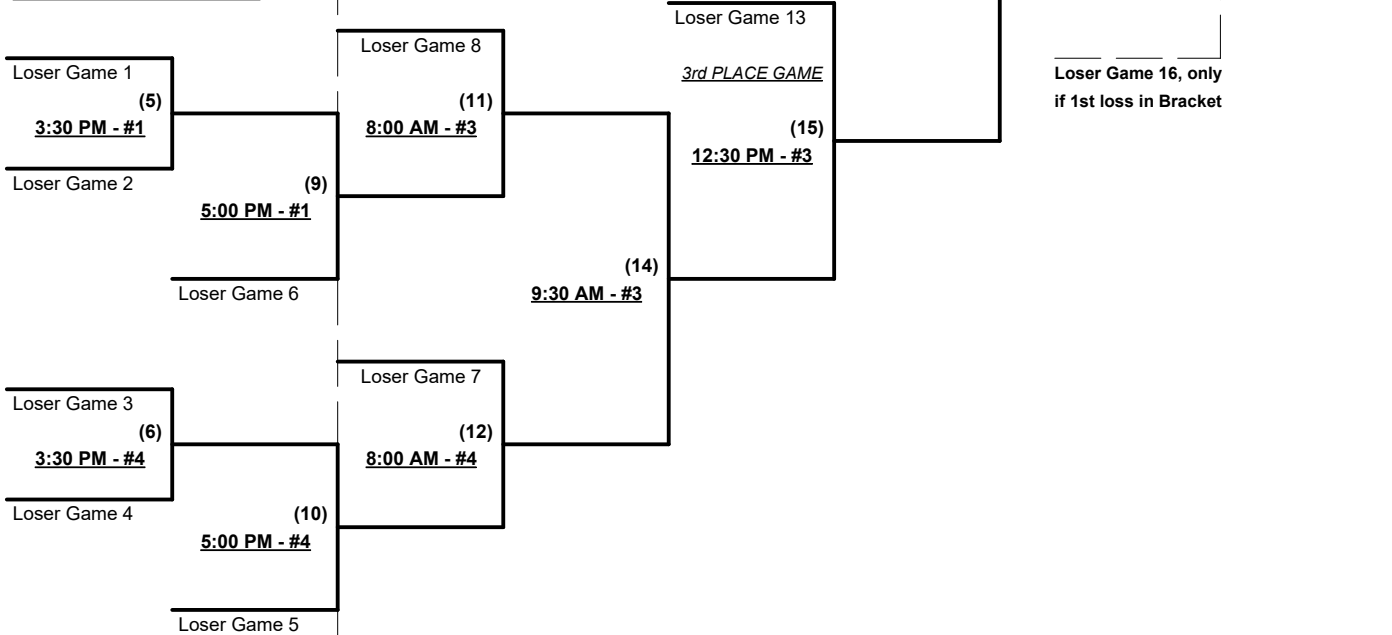 Loser Game 13
Loser Game 8
Loser Game 1
3rd PLACE GAME
Loser Game 16, only
if 1st loss in Bracket
(5)
3:30 PM - #1
(11)
8:00 AM - #3
(15)
12:30 PM - #3
Loser Game 2
(9)
5:00 PM - #1
(14)
9:30 AM - #3
Loser Game 6
Loser Game 7
Loser Game 3
(6)
3:30 PM - #4
(12)
8:00 AM - #4
Loser Game 4
(10)
5:00 PM - #4
Loser Game 5